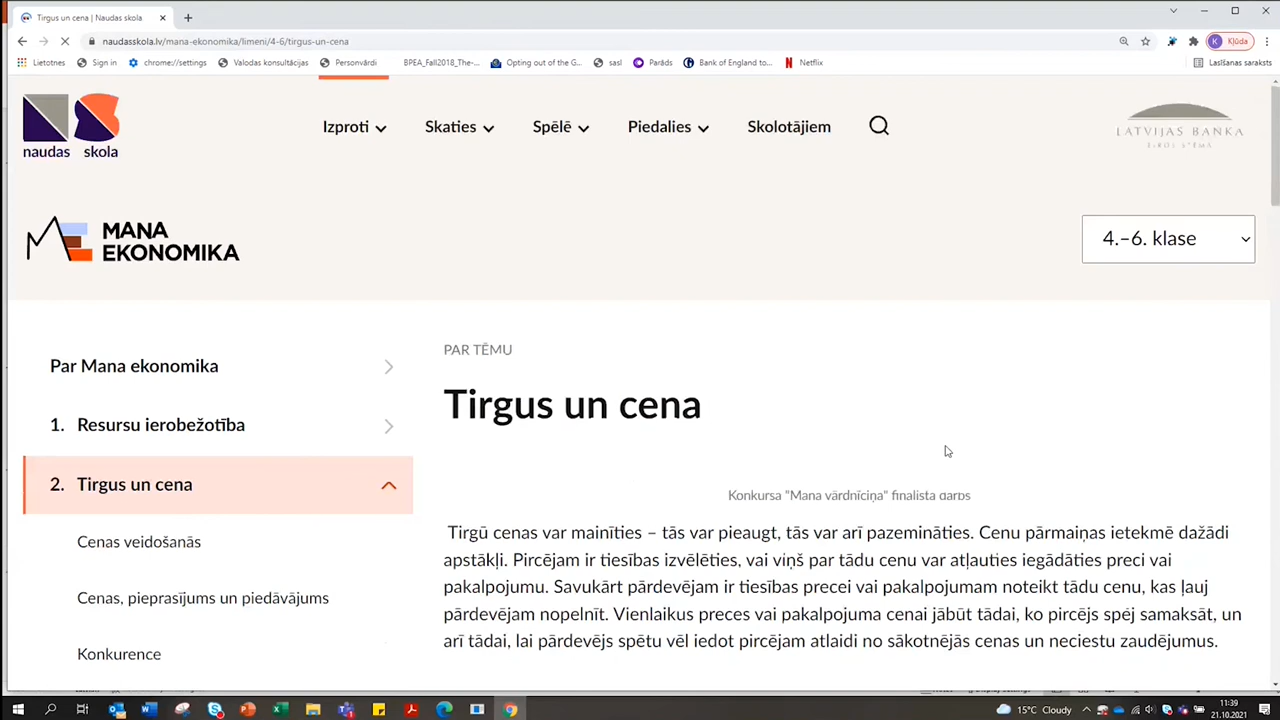 Tirgus un cena | Naudas skola
naudasskola.lv/mana-ekonomika/limeni/4-6/tirgus-un-cena
K Kļūda
Lietotnes Sign in chrome://settings Valodas konsultācijas Personvārdi BPEA_Fall2018_The-... Opting out of the G... sasl Parāds Bank of England to... Netflix Lasīšanas saraksts
naudas skola
Izproti Skaties Spēlē Piedalies Skolotājiem
LATVIJAS BANKA
MANA
EKONOMIKA
4.–6. klase
Par Mana ekonomika
1. Resursu ierobežotība
2. Tirgus un cena
Cenas veidošanās
Cenas, pieprasījums un piedāvājums
Konkurence
PAR TĒMU
Tirgus un cena
Konkursa "Mana vārdnīciņa" finalista darbs
Tirgū cenas var mainīties – tās var pieaugt, tās var arī pazemināties. Cenu pārmaiņas ietekmē dažādi
apstākļi. Pircējam ir tiesības izvēlēties, vai viņš par tādu cenu var atļauties iegādāties preci vai
pakalpojumu. Savukārt pārdevējam ir tiesības precei vai pakalpojumam noteikt tādu cenu, kas ļauj
pārdevējam nopelnīt. Vienlaikus preces vai pakalpojuma cenai jābūt tādai, ko pircējs spēj samaksāt, un
arī tādai, lai pārdevējs spētu vēl iedot pircējam atlaidi no sākotnējās cenas un neciestu zaudējumus.
15°C Cloudy
11:39
21.10.2021